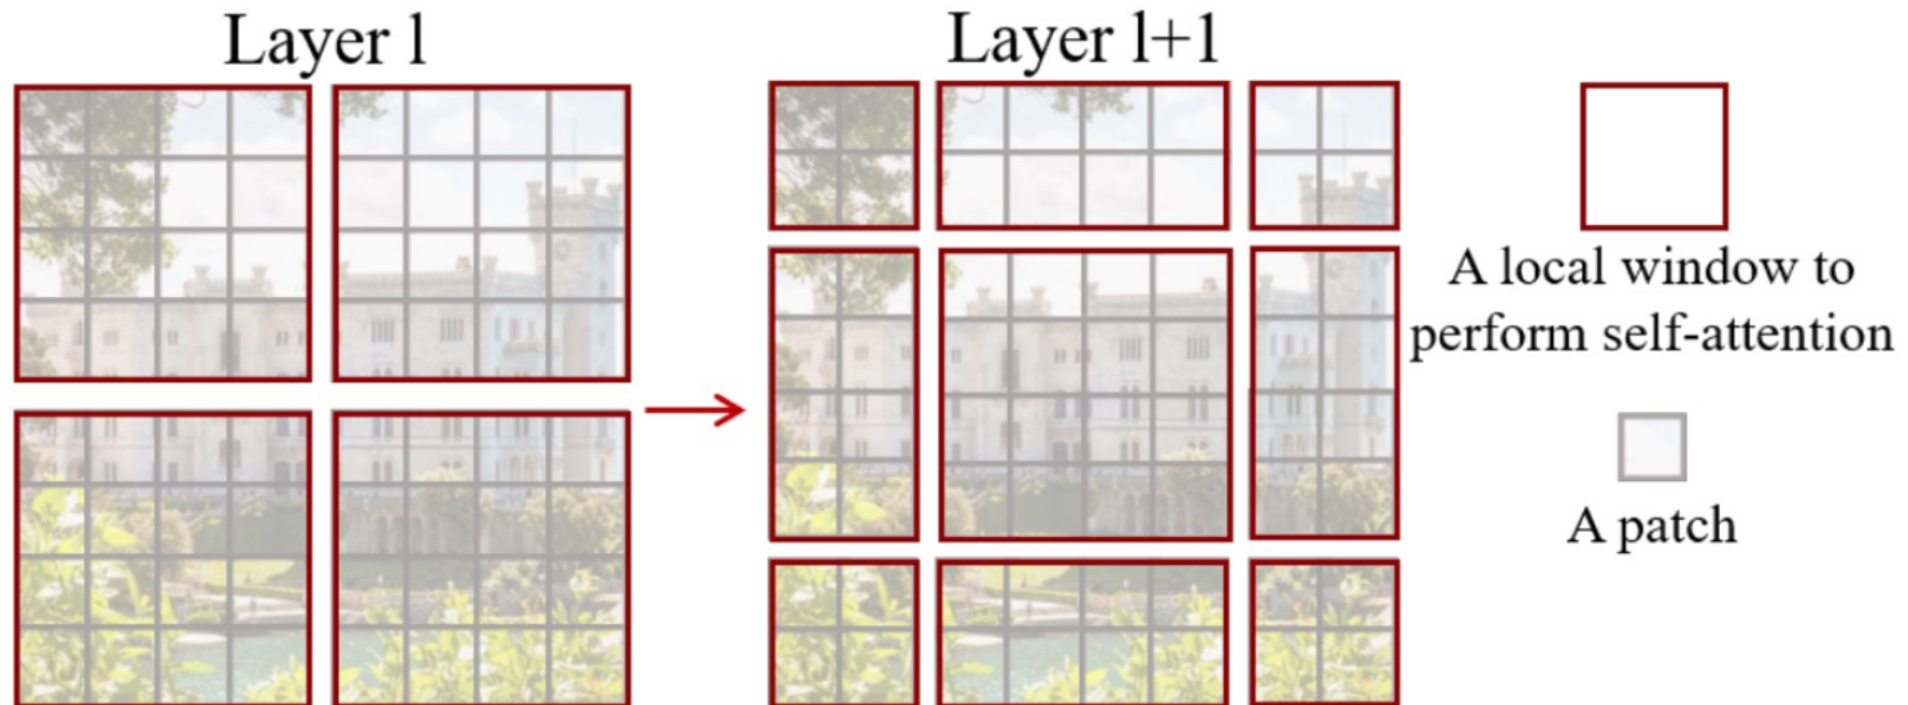 Layer l
Layer l+1
A local window to
perform self-attention
A patch